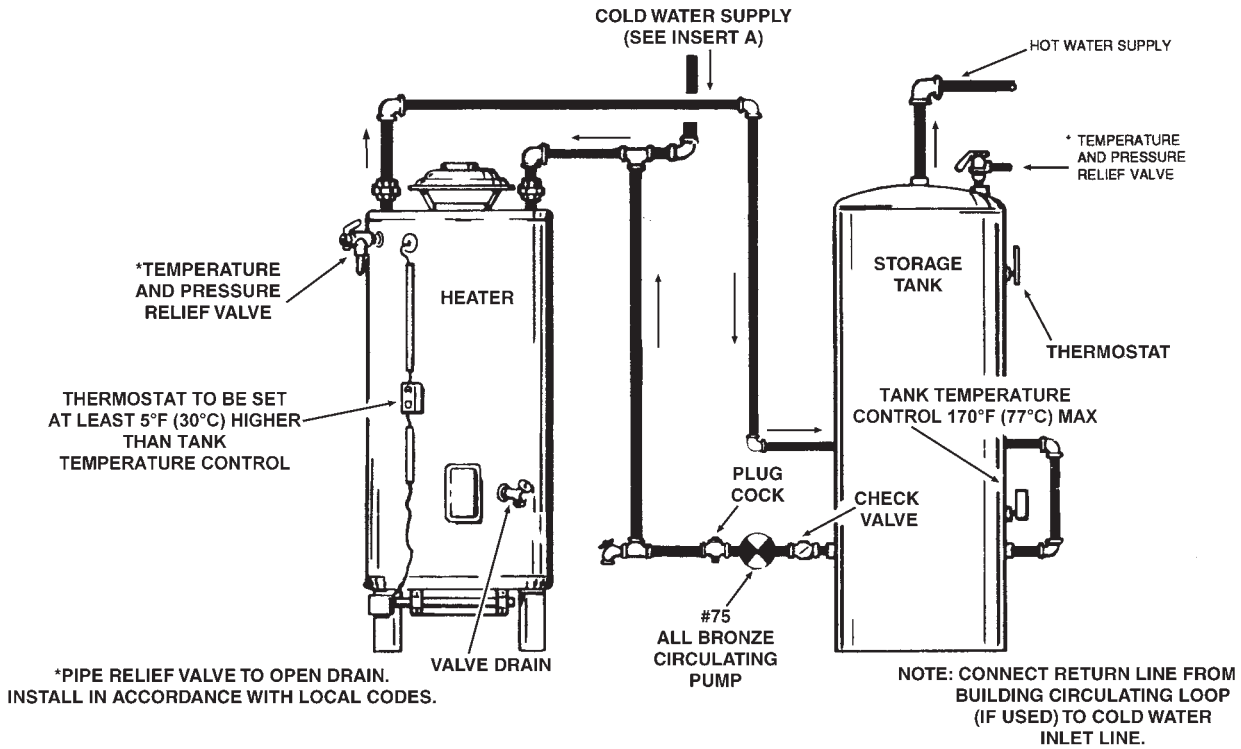 COLD WATER SUPPLY
(SEE INSERT A)
HOT WATER SUPPLY
* TEMPERATURE
AND PRESSURE
RELIEF VALVE
*TEMPERATURE
AND PRESSURE
RELIEF VALVE
HEATER
STORAGE
TANK
THERMOSTAT
THERMOSTAT TO BE SET
AT LEAST 5°F (30°C) HIGHER
THAN TANK
TEMPERATURE CONTROL
TANK TEMPERATURE
CONTROL 170°F (77°C) MAX
PLUG
COCK
CHECK
VALVE
#75
ALL BRONZE
CIRCULATING
PUMP
VALVE DRAIN
*PIPE RELIEF VALVE TO OPEN DRAIN.
INSTALL IN ACCORDANCE WITH LOCAL CODES.
NOTE: CONNECT RETURN LINE FROM
BUILDING CIRCULATING LOOP
(IF USED) TO COLD WATER
INLET LINE.